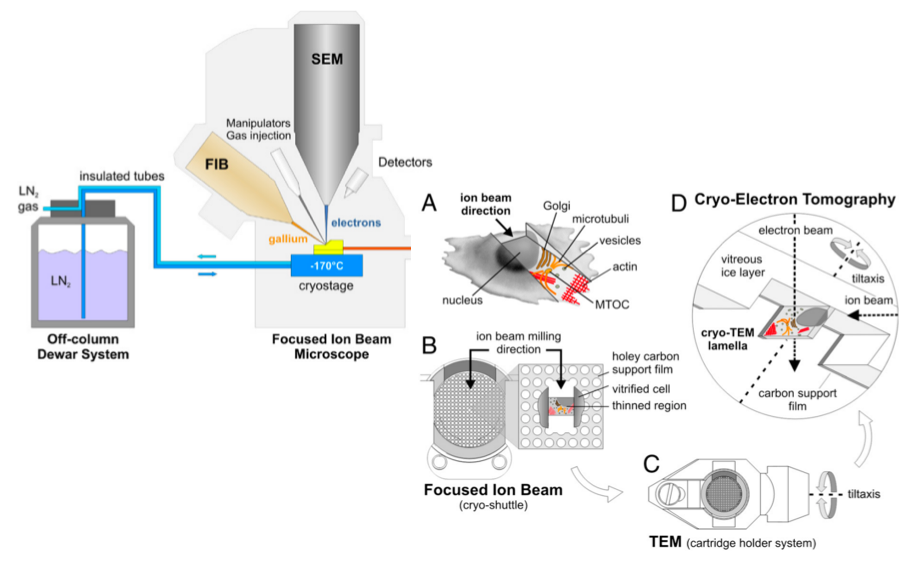 SEM
Manipulators
Gas injection
FIB
Detectors
insulated tubes
LN₂
gas
electrons
gallium
-170°C
LN₂
cryostage
Off-column
Dewar System
Focused Ion Beam
Microscope
A
ion beam
direction
Golgi
microtubuli
vesicles
actin
nucleus
MTOC
B
ion beam milling
direction
holey carbon
support film
vitrified cell
thinned region
Focused Ion Beam
(cryo-shuttle)
C
tiltaxis
TEM (cartridge holder system)
D Cryo-Electron Tomography
electron beam
vitreous
ice layer
tiltaxis
ion beam
cryo-TEM
lamella
carbon support
film